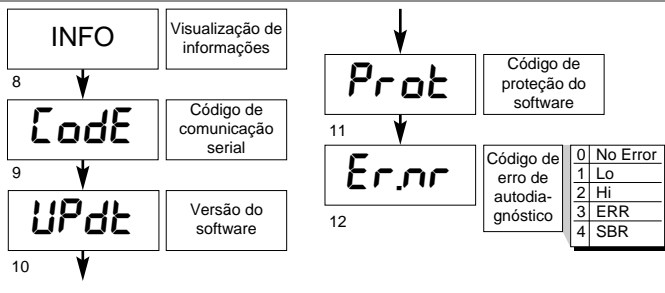 INFO
Visualização de
informações
8
CodE
Código de
comunicação
serial
9
UPdt
Versão do
software
10
Prot
Código de
proteção do
software
11
Er.nr
Código de
erro de
autodia-
gnóstico
0 No Error
1 Lo
2 Hi
3 ERR
4 SBR
12